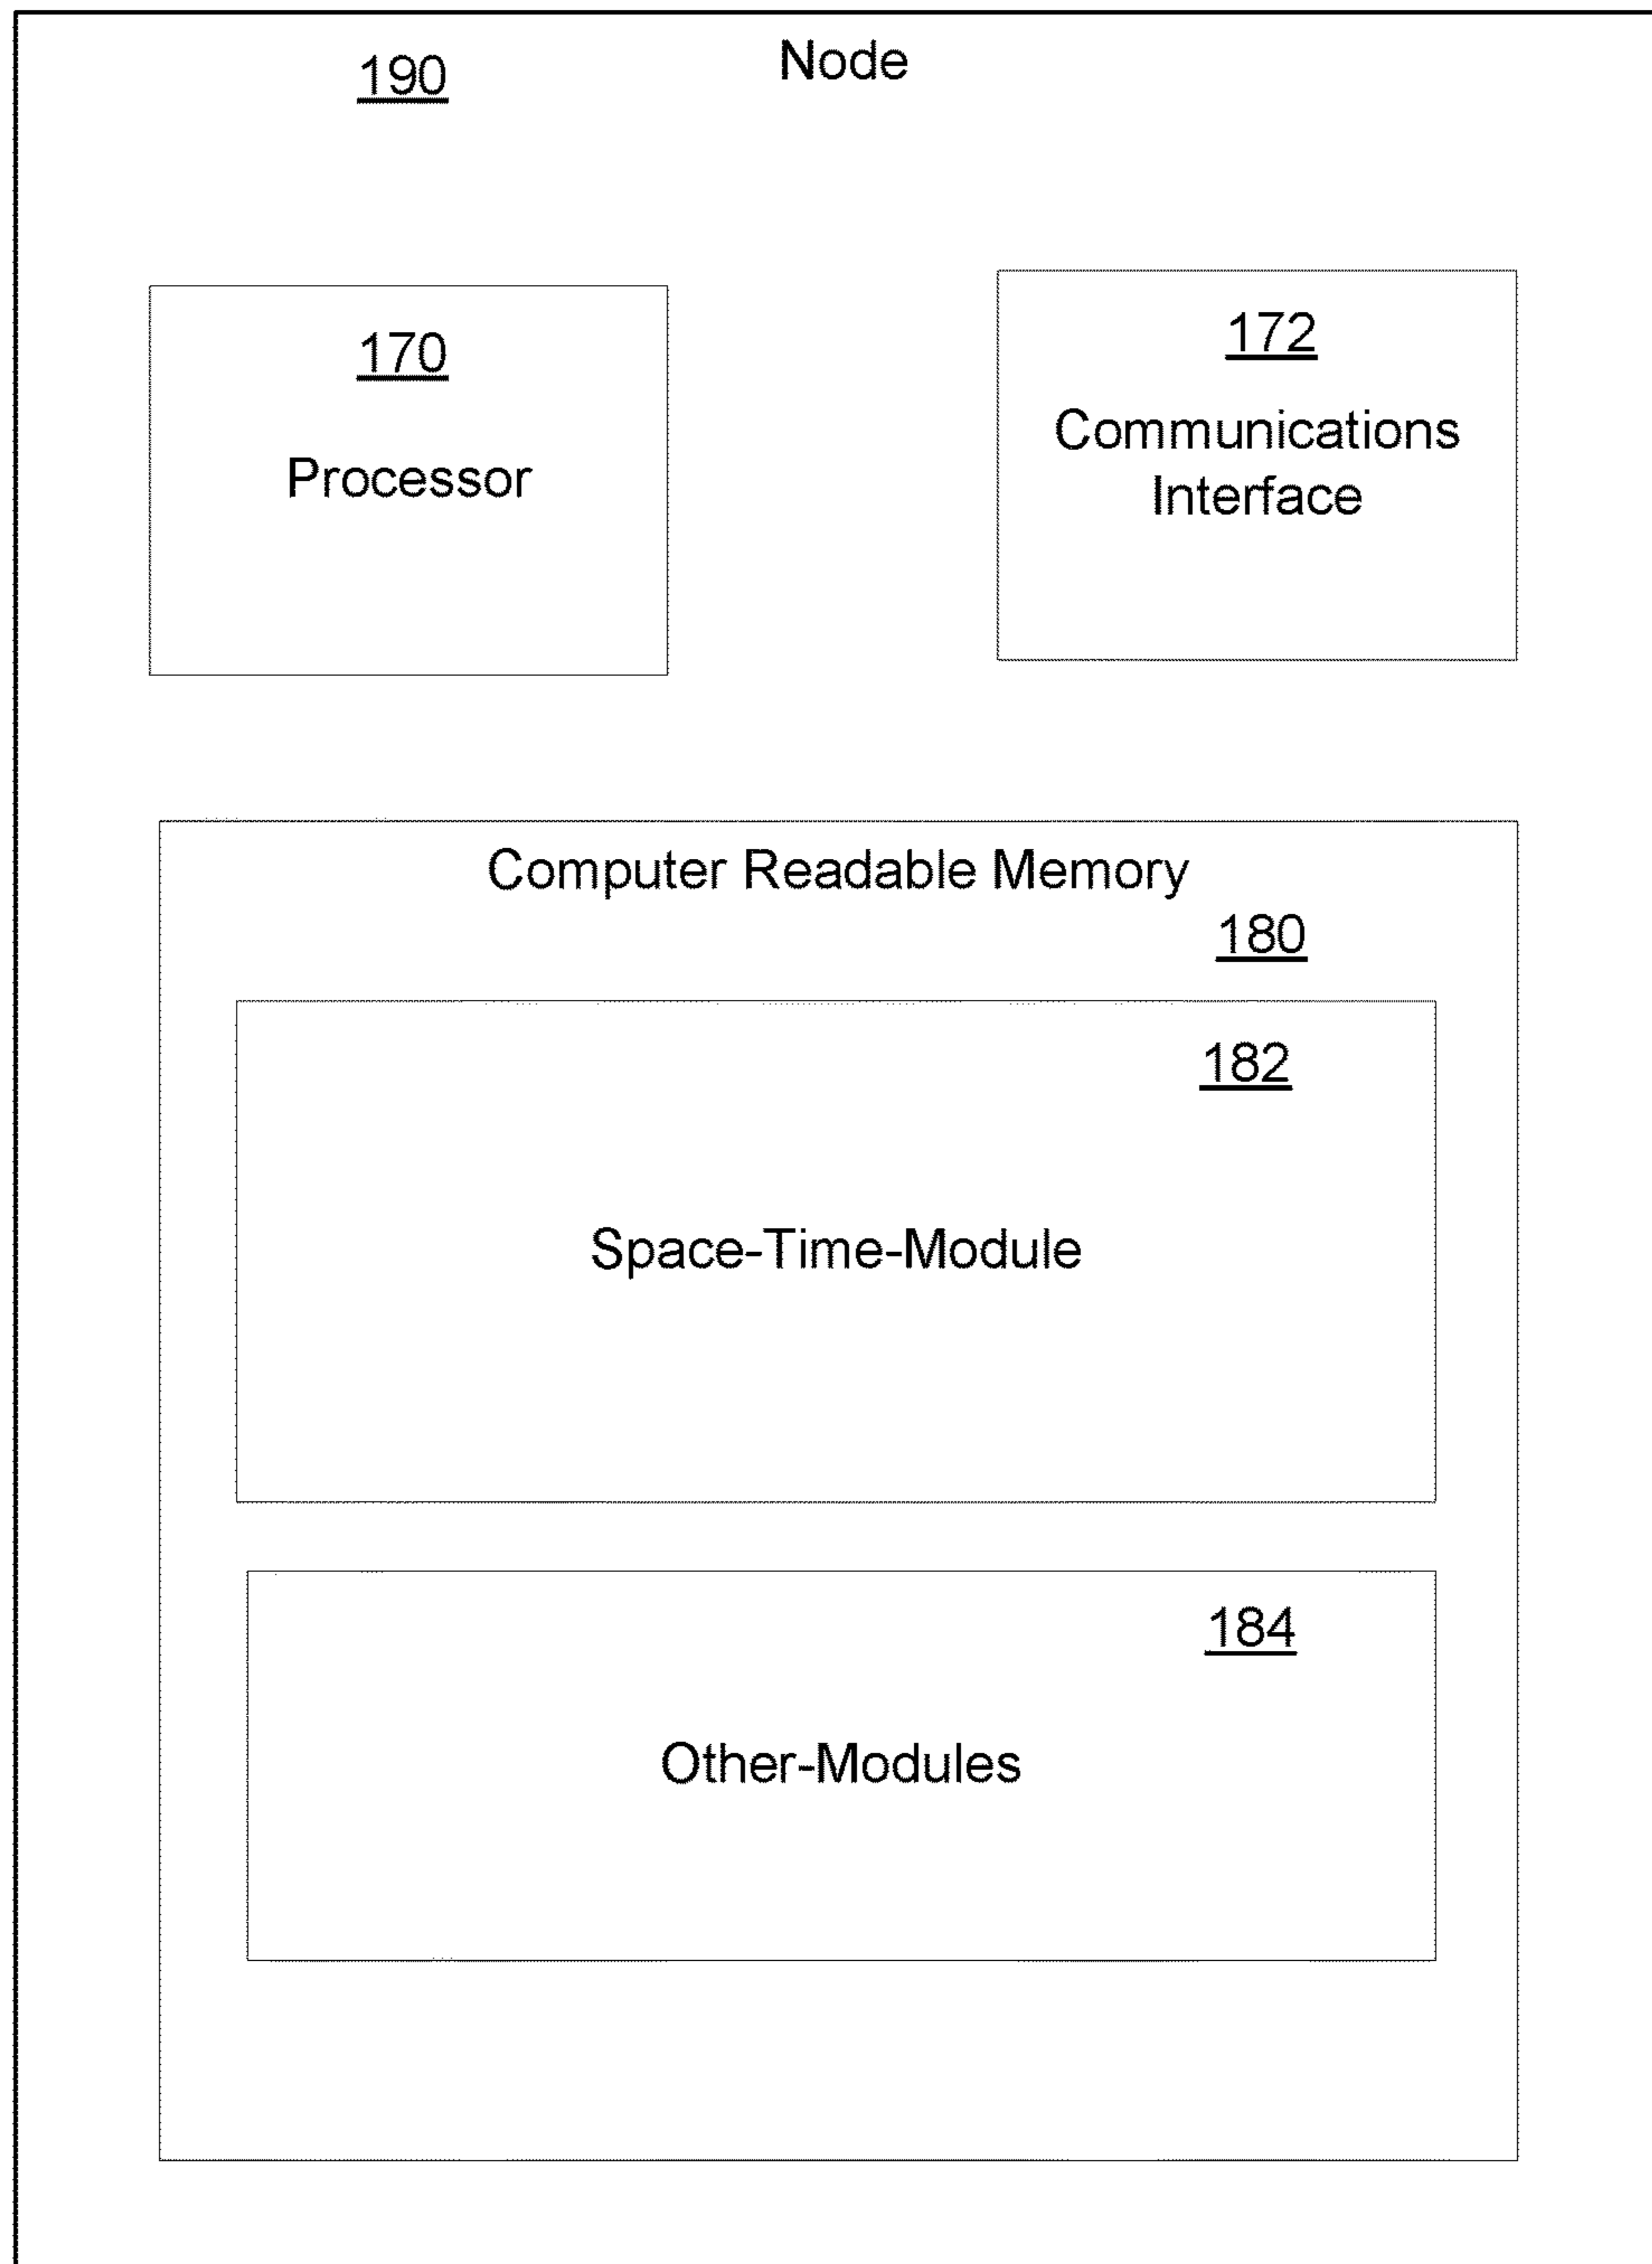 Node
190
170
Processor
172
Communications
Interface
Computer Readable Memory
180
182
Space-Time-Module
184
Other-Modules